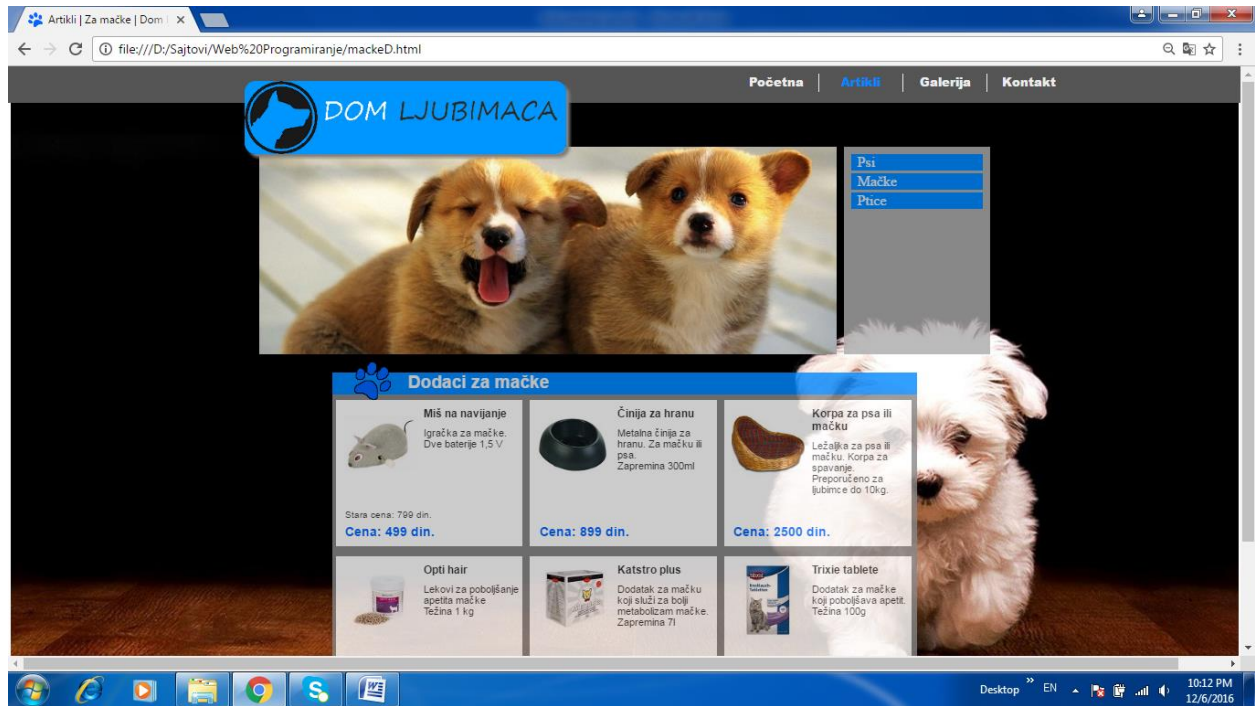 Artikli | Za mačke | Dom
file:///D:/Sajtovi/Web%20Programiranje/mackeD.html
Početna
Artikli
Galerija
Kontakt
DOM LJUBIMACA
Psi
Mačke
Ptice
Dodaci za mačke
Miš na navijanje
Igračka za mačke.
Dve baterije 1,5 V
Stara cena: 799 din.
Cena: 499 din.
Činija za hranu
Metalna činija za
hranu. Za mačku ili
psa.
Zapremina 300ml
Cena: 899 din.
Korpa za psa ili
mačku
Ležaljka za psa ili
mačku. Korpa za
spavanje.
Preporučeno za
ljubimce do 10kg.
Cena: 2500 din.
Opti hair
Lekovi za poboljšanje
apetita mačke
Težina 1 kg
Katstro plus
Dodatak za mačku
koji služi za bolji
metabolizam mačke.
Zapremina 7l
Trixie tablete
Dodatak za mačke
koji poboljšava apetit.
Težina 100g
Desktop
EN
10:12 PM
12/6/2016